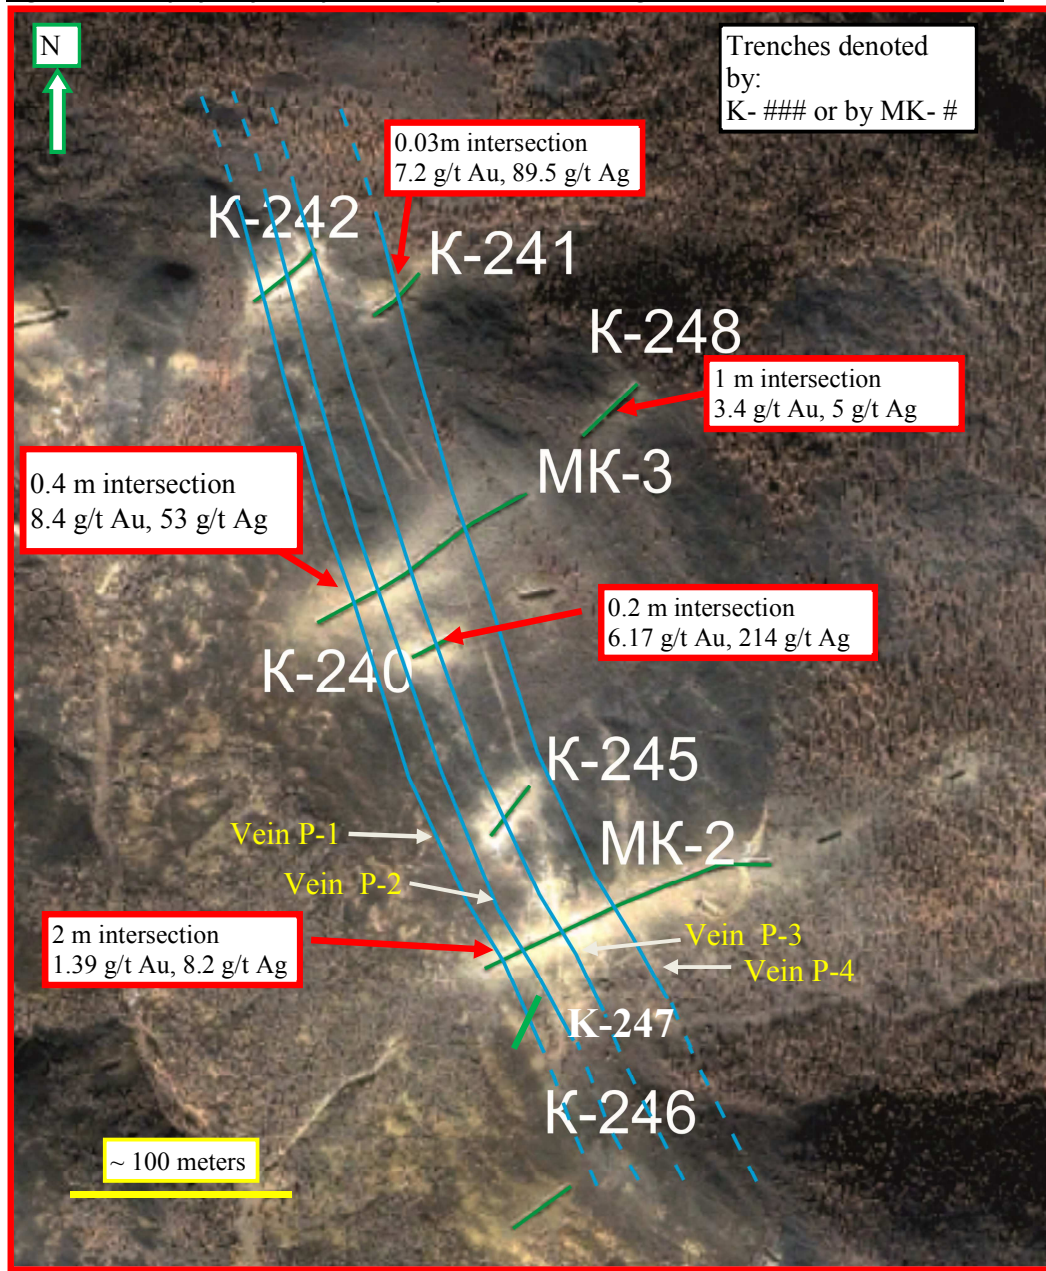 N
Trenches denoted
by:
K- ### or by MK- #
0.03m intersection
7.2 g/t Au, 89.5 g/t Ag
K-242
K-241
K-248
1 m intersection
3.4 g/t Au, 5 g/t Ag
MK-3
0.4 m intersection
8.4 g/t Au, 53 g/t Ag
0.2 m intersection
6.17 g/t Au, 214 g/t Ag
K-240
K-245
Vein P-1
MK-2
Vein P-2
2 m intersection
1.39 g/t Au, 8.2 g/t Ag
Vein P-3
Vein P-4
K-247
K-246
~ 100 meters